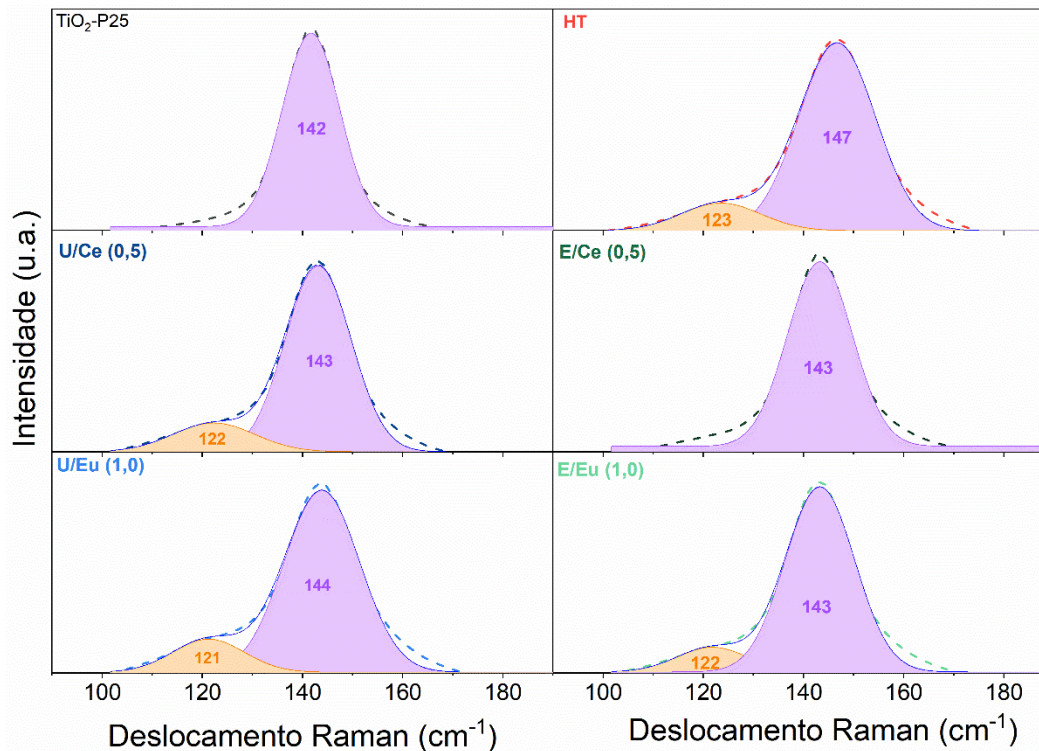 Intensidade (u.a.)
TiO₂-P25
142
HT
147
123
U/Ce (0,5)
143
122
E/Ce (0,5)
143
U/Eu (1,0)
144
121
E/Eu (1,0)
143
122
100 120 140 160 180
100 120 140 160 180
Deslocamento Raman (cm⁻¹)
Deslocamento Raman (cm⁻¹)